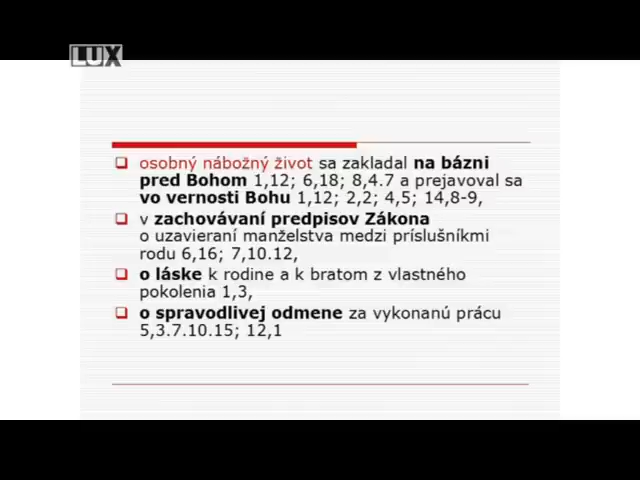 LUX
osobný nábožný život sa zakladal na bázni
pred Bohom 1,12; 6,18; 8,4.7 a prejavoval sa
vo vernosti Bohu 1,12; 2,2; 4,5; 14,8-9,
v zachovávaní predpisov Zákona
o uzavieraní manželstva medzi príslušníkmi
rodu 6,16; 7,10.12,
o láske k rodine a k bratom z vlastného
pokolenia 1,3,
o spravodlivej odmene za vykonanú prácu
5,3.7.10.15; 12,1